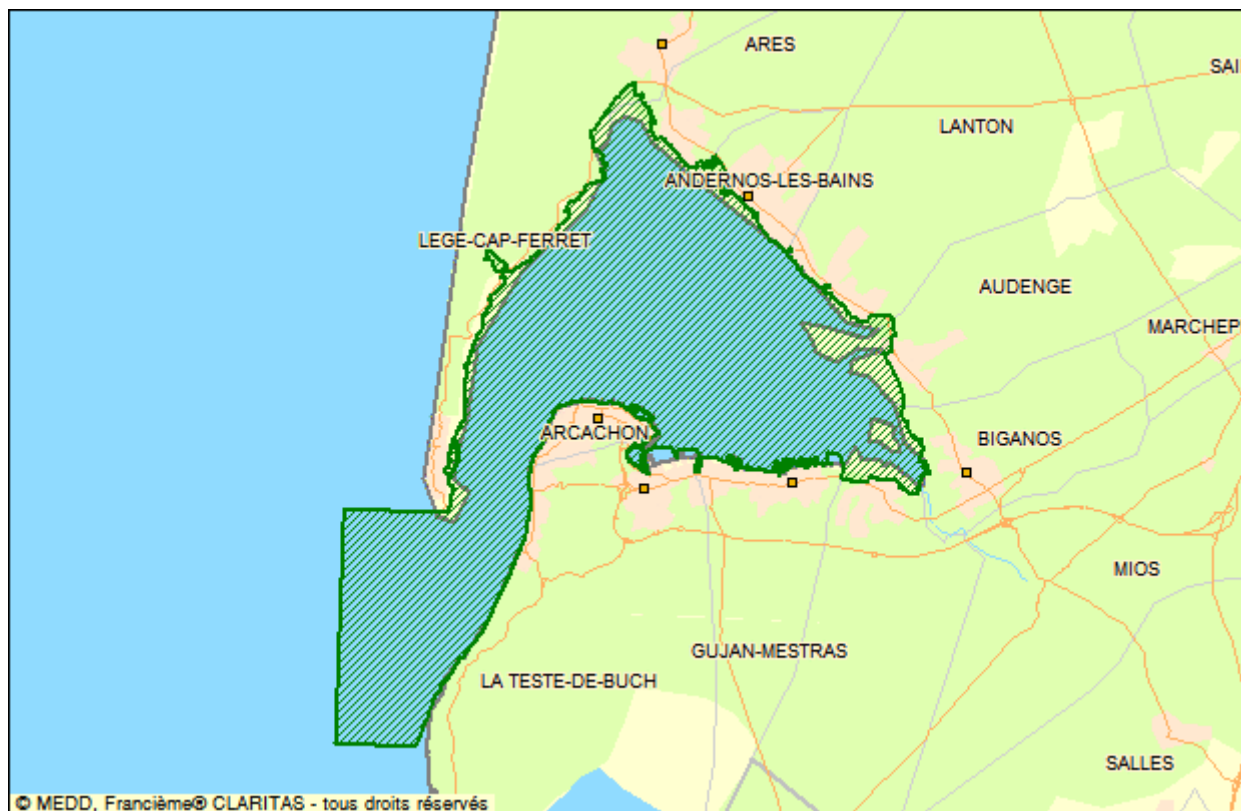 ARES
SAI
LANTON
ANDERNOS-LES-BAINS
LEGE-CAP-FERRET
AUDENGE
MARCHEP
ARCACHON
BIGANOS
MIOS
GUJAN-MESTRAS
LA TESTE-DE-BUCH
SALLES
© MEDD, Francième® CLARITAS - tous droits réservés